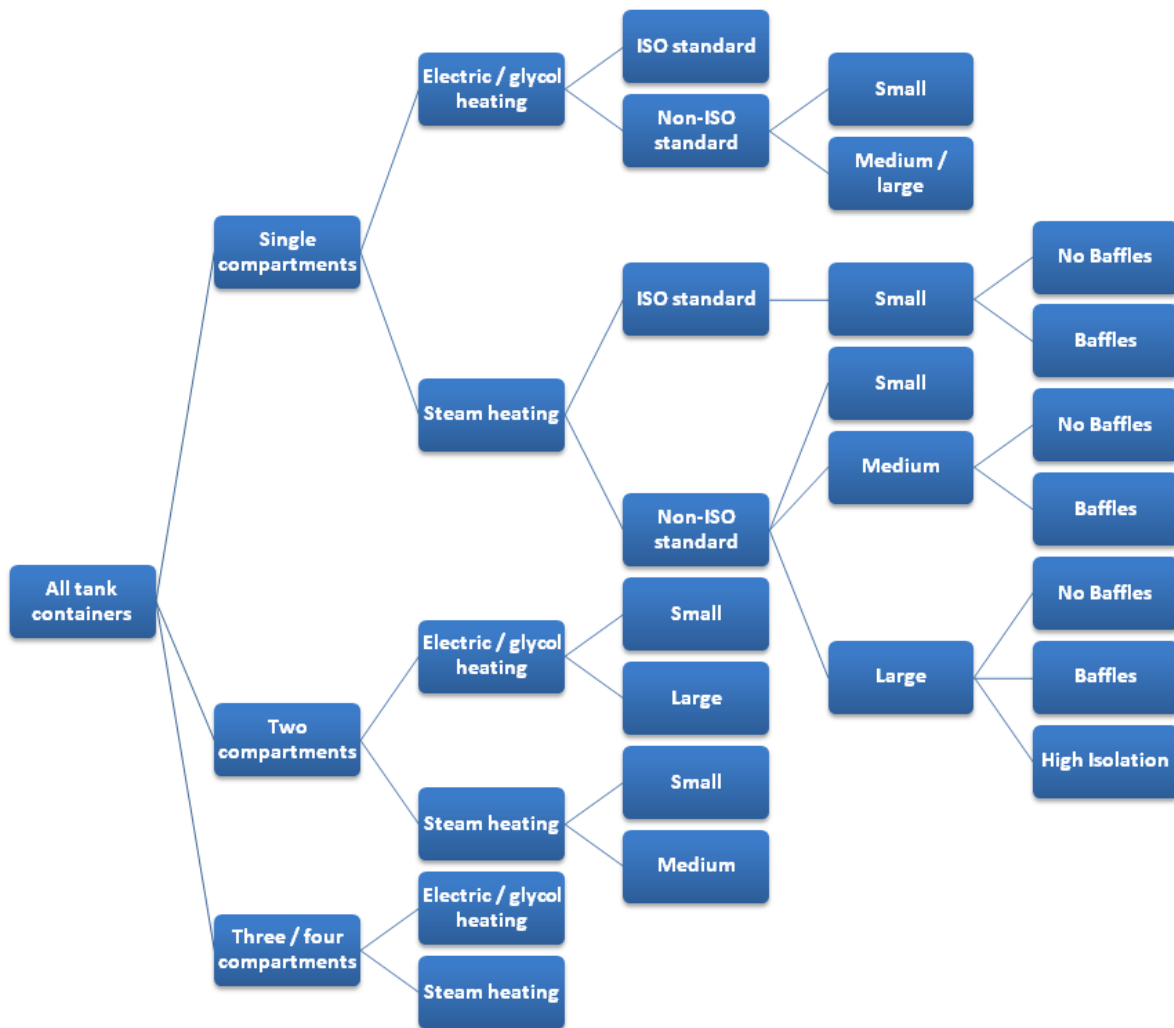 All tank
containers
Single
compartments
Electric / glycol
heating
ISO standard
Non-ISO
standard
Small
Medium /
large
Steam heating
ISO standard
Small
No Baffles
Baffles
Non-ISO
standard
Small
Medium
No Baffles
Baffles
Large
No Baffles
Baffles
High Isolation
Two
compartments
Electric / glycol
heating
Small
Large
Steam heating
Small
Medium
Three / four
compartments
Electric / glycol
heating
Steam heating